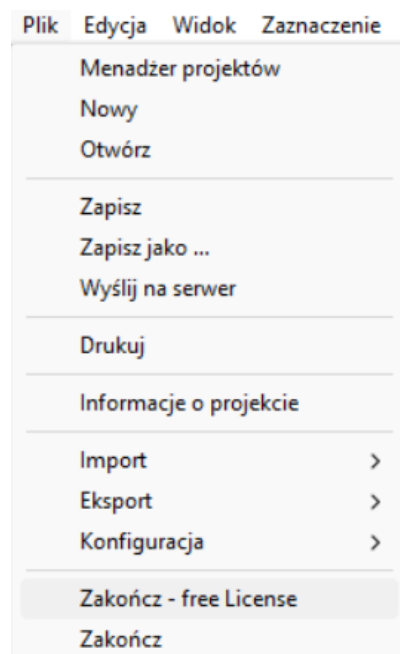 Plik Edycja Widok Zaznaczenie
Menadżer projektów
Nowy
Otwórz
Zapisz
Zapisz jako ...
Wyślij na serwer
Drukuj
Informacje o projekcie
Import
Eksport
Konfiguracja
Zakończ - free License
Zakończ